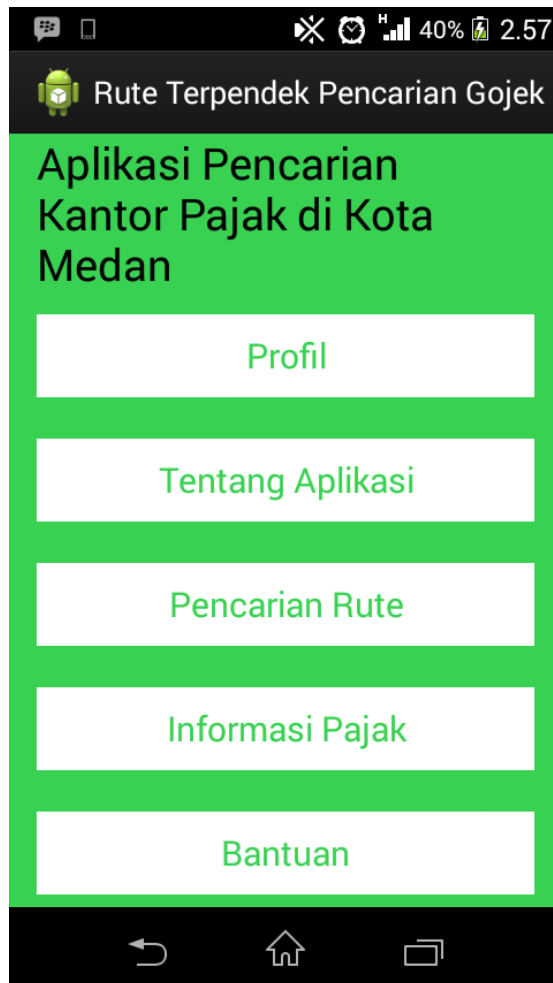 H 40% 2.57
Rute Terpendek Pencarian Gojek
Aplikasi Pencarian
Kantor Pajak di Kota
Medan
Profil
Tentang Aplikasi
Pencarian Rute
Informasi Pajak
Bantuan